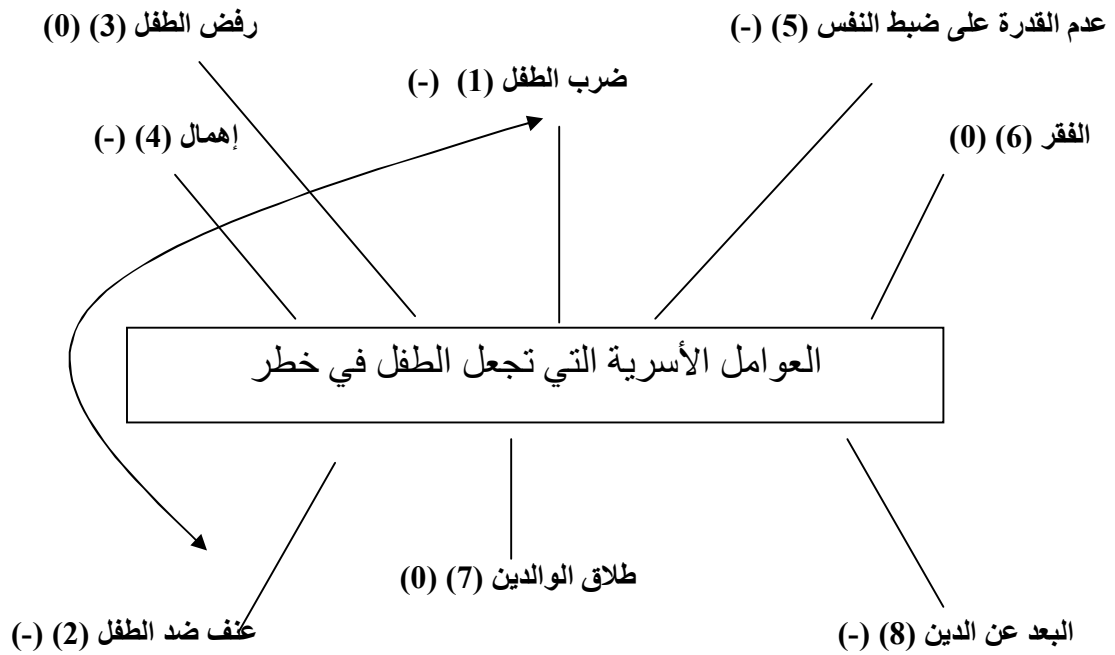 عدم القدرة على ضبط النفس (5) (-)
رفض الطفل (3) (0)
ضرب الطفل (1) (-)
الفقر (6) (0)
إهمال (4) (-)
العوامل الأسرية التي تجعل الطفل في خطر
طلاق الوالدين (7) (0)
البعد عن الدين (8) (-)
عنف ضد الطفل (2) (-)